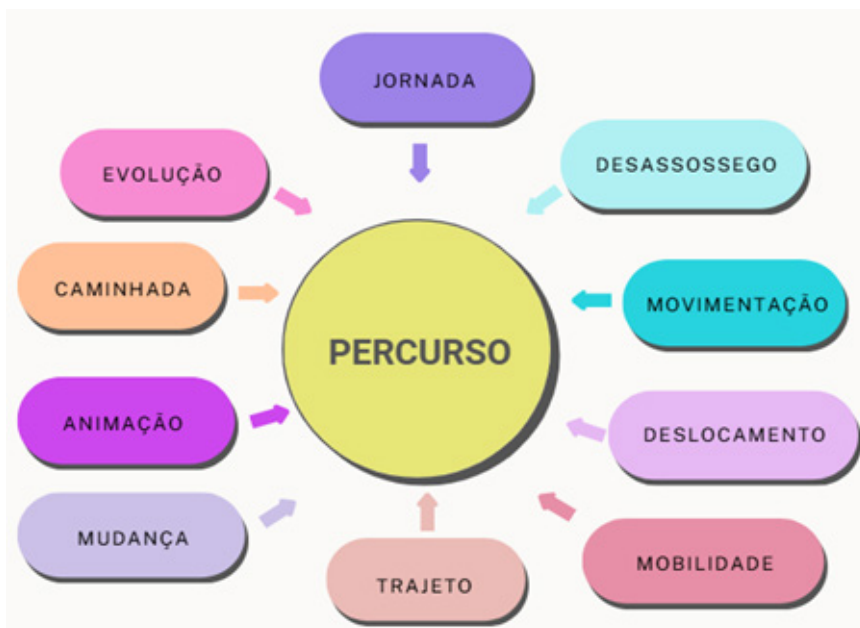 JORNADA
EVOLUÇÃO
DESASSOSSEGO
CAMINHADA
MOVIMENTAÇÃO
PERCURSO
ANIMAÇÃO
DESLOCAMENTO
MUDANÇA
TRAJETO
MOBILIDADE